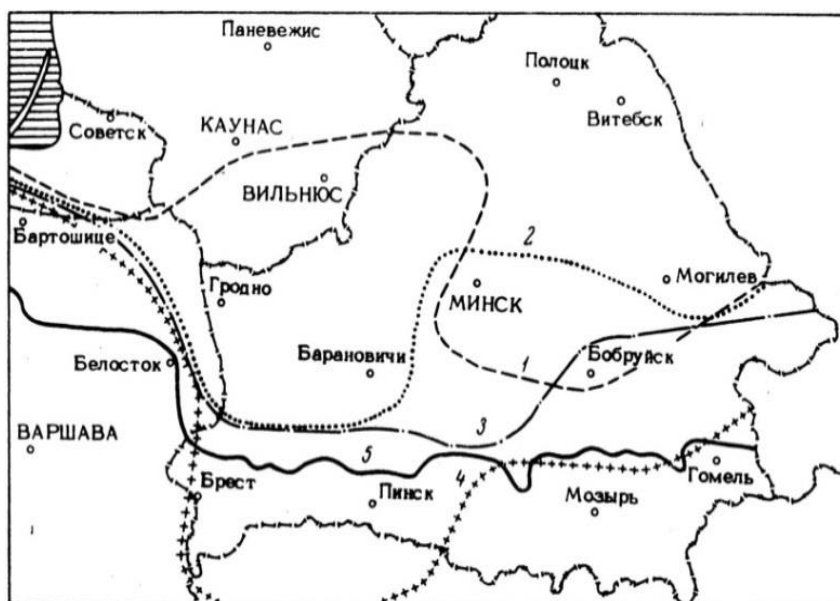 Паневежис
Полоцк
Витебск
Советск
КАУНАС
ВИЛЬНЮС
Бартошице
2
Гродно
Могилев
МИНСК
Белосток
Барановичи
1
Бобруйск
ВАРШАВА
3
5
4
Гомель
Брест
Пинск
Мозырь